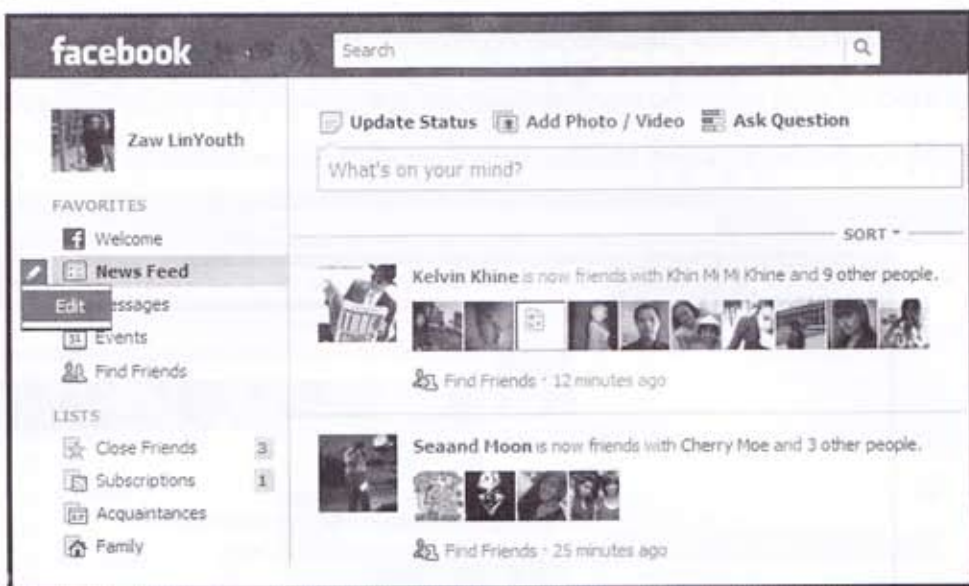 facebook
Search
Zaw LinYouth
FAVORITES
Welcome
News Feed
Edit
essages
31 Events
Find Friends
LISTS
Close Friends 3
Subscriptions 1
Acquaintances
Family
Update Status Add Photo / Video Ask Question
What's on your mind?
SORT
Kelvin Khine is now friends with Khin Mi Mi Khine and 9 other people.
Find Friends · 12 minutes ago
Seaand Moon is now friends with Cherry Moe and 3 other people.
Find Friends · 25 minutes ago